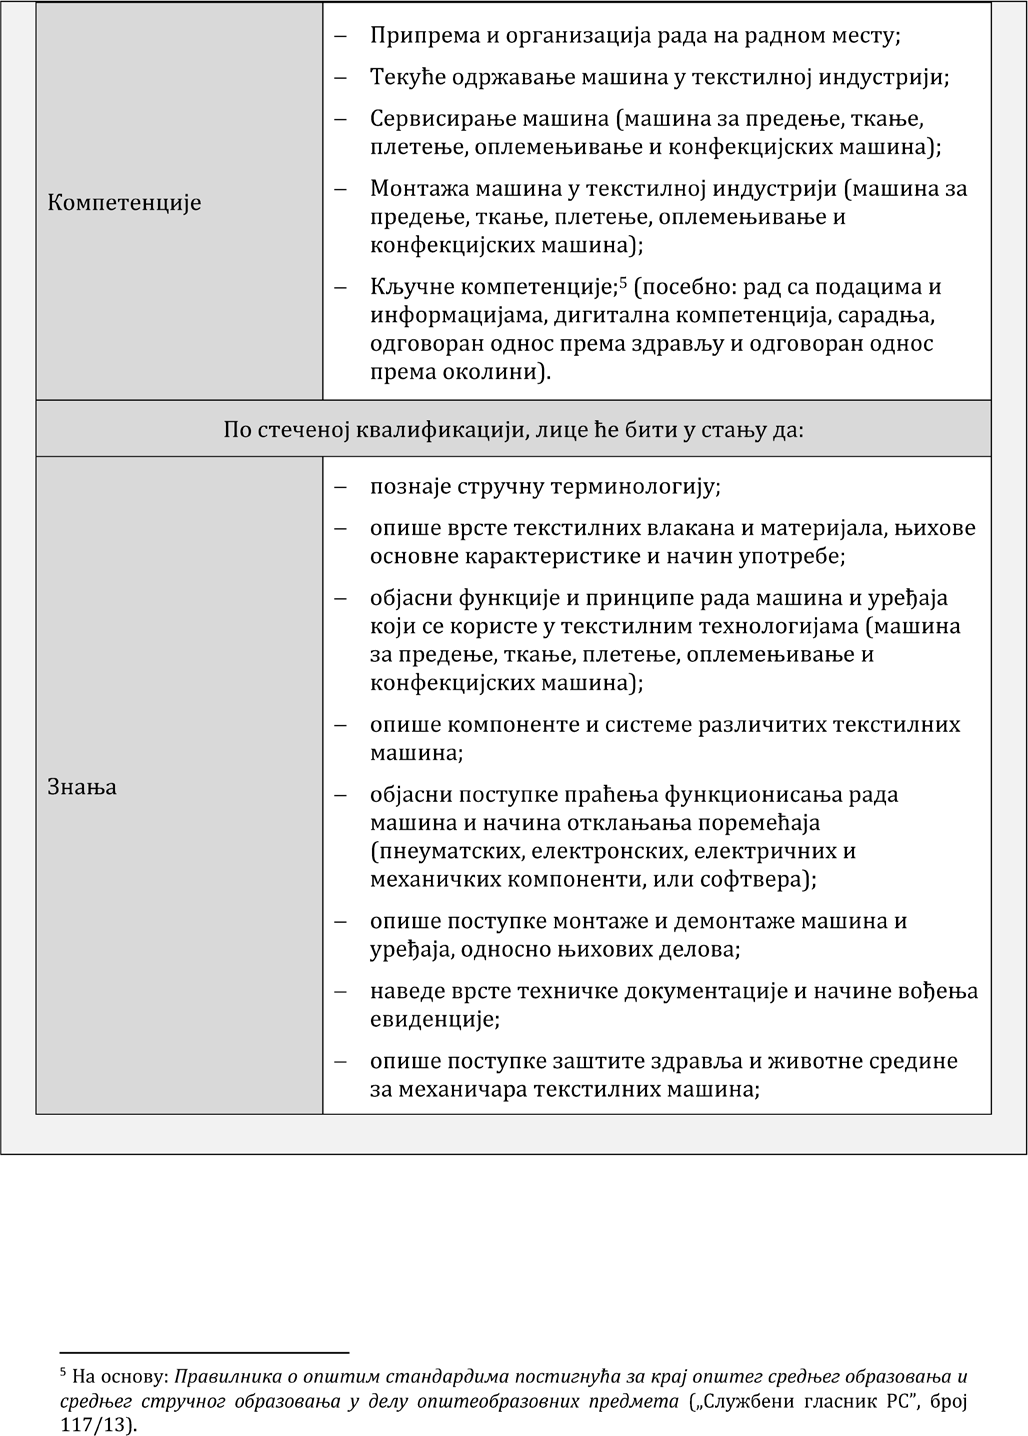 Компетенције
– Припрема и организација рада на радном месту;
– Текуће одржавање машина у текстилној индустрији;
– Сервисирање машина (машина за предење, ткање,
плетење, оплемењивање и конфекцијских машина);
– Монтажа машина у текстилној индустрији (машина за
предење, ткање, плетење, оплемењивање и
конфекцијских машина);
– Кључне компетенције;⁵ (посебно: рад са подацима и
информацијама, дигитална компетенција, сарадња,
одговоран однос према здрављу и одговоран однос
према околини).
По стеченој квалификацији, лице ће бити у стању да:
Знања
– познаје стручну терминологију;
– опише врсте текстилних влакана и материјала, њихове
основне карактеристике и начин употребе;
– објасни функције и принципе рада машина и уређаја
који се користе у текстилним технологијама (машина
за предење, ткање, плетење, оплемењивање и
конфекцијских машина);
– опише компоненте и системе различитих текстилних
машина;
– објасни поступке праћења функционисања рада
машина и начина отклањања поремећаја
(пнеуматских, електронских, електричних и
механичких компоненти, или софтвера);
– опише поступке монтаже и демонтаже машина и
уређаја, односно њихових делова;
– наведе врсте техничке документације и начине вођења
евиденције;
– опише поступке заштите здравља и животне средине
за механичара текстилних машина;
⁵ На основу: Правилника о општим стандардима постигнућа за крај општег средњег образовања и
средњег стручног образовања у делу општеобразовних предмета („Службени гласник РС”, број
117/13).